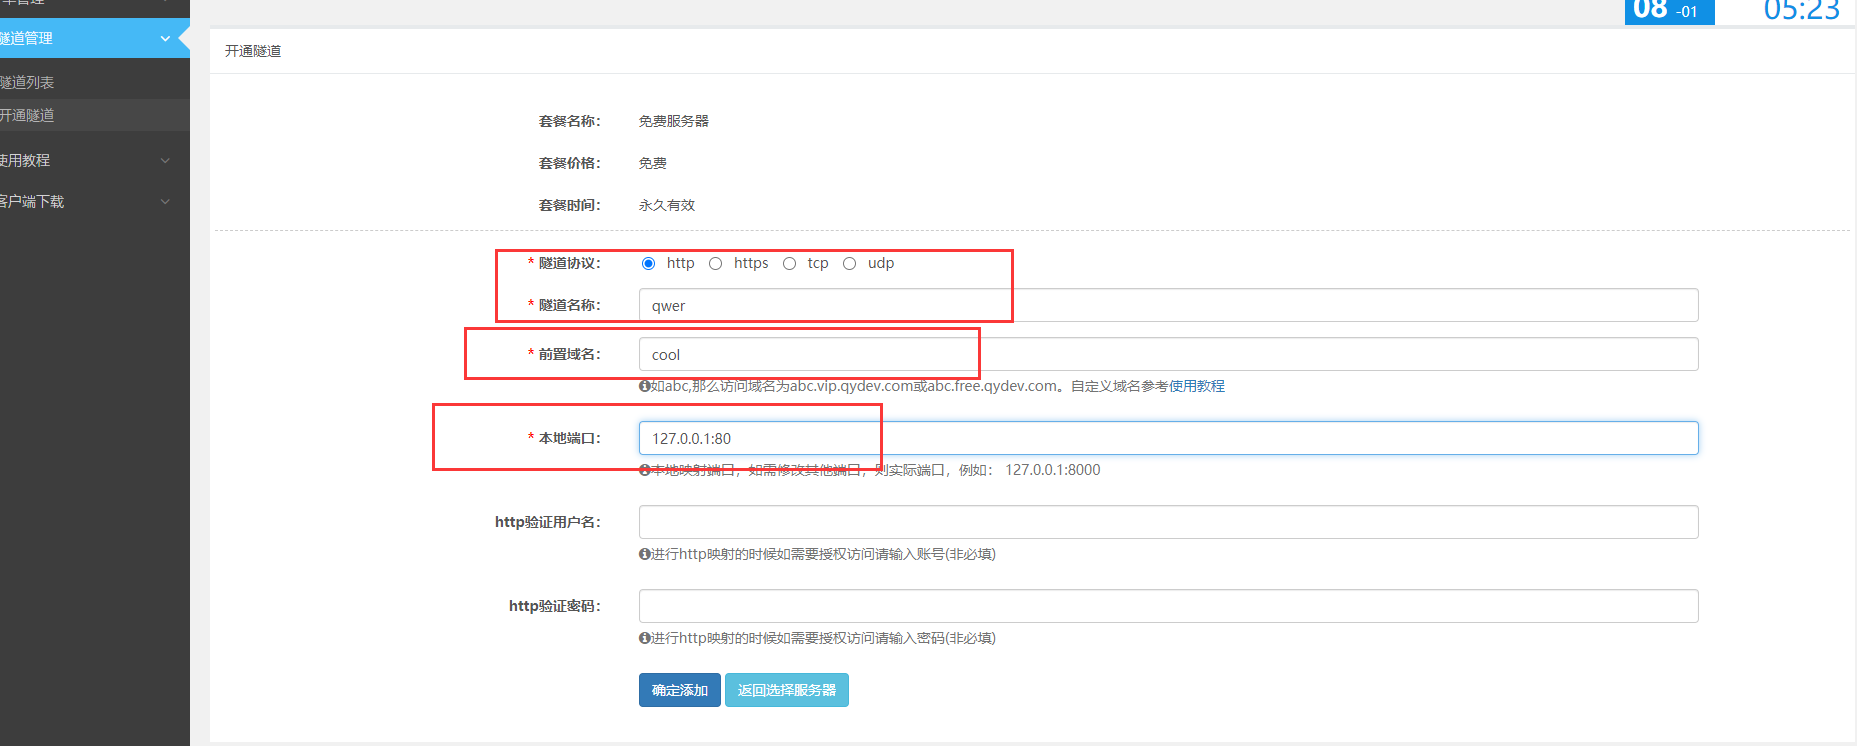 08 -01
05:23
隧道管理
隧道列表
开通隧道
使用教程
客户端下载
开通隧道
套餐名称： 免费服务器
套餐价格： 免费
套餐时间： 永久有效
* 隧道协议： http https tcp udp
* 隧道名称： qwer
* 前置域名： cool
如abc,那么访问域名为abc.vip.qydev.com或abc.free.qydev.com。自定义域名参考使用教程
* 本地端口： 127.0.0.1:80
本地映射端口，如需修改其他端口，则实际端口，例如： 127.0.0.1:8000
http验证用户名：
进行http映射的时候如需要授权访问请输入账号(非必填)
http验证密码：
进行http映射的时候如需要授权访问请输入密码(非必填)
确定添加 返回选择服务器